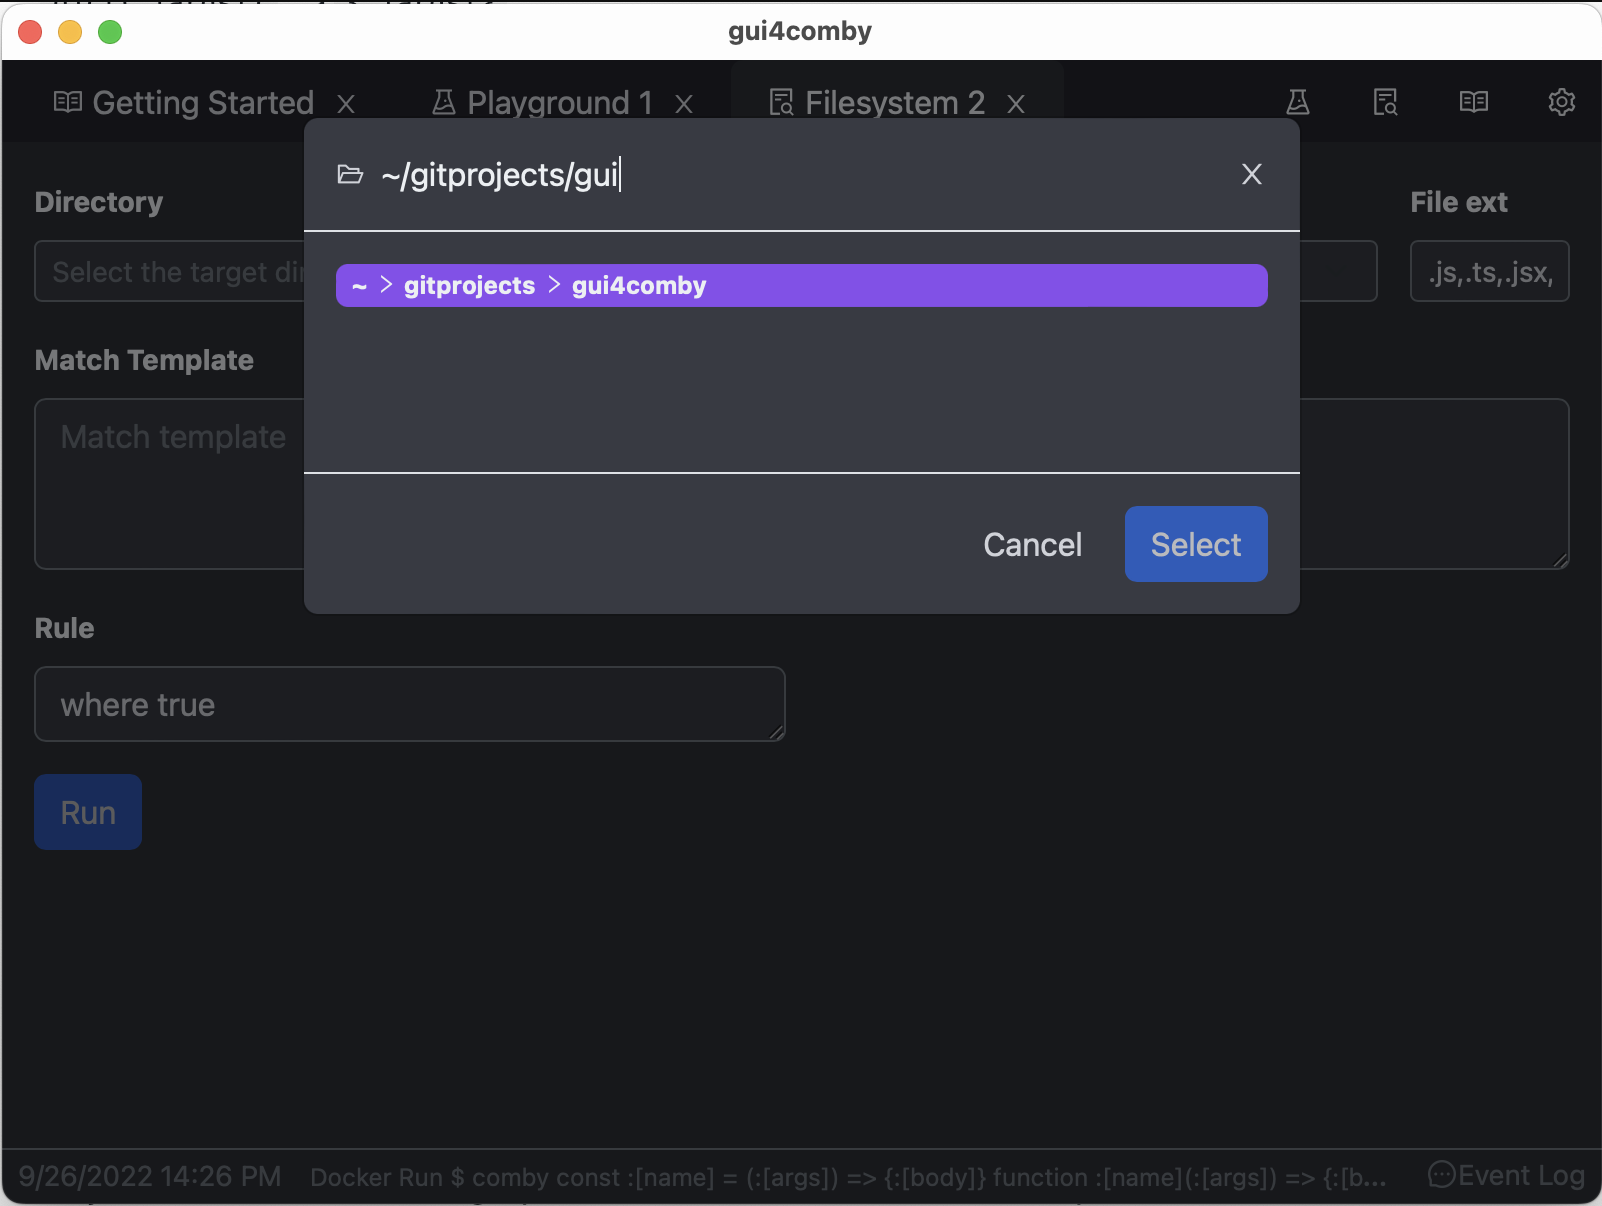 gui4comby
Getting Started X
Playground 1 X
Filesystem 2 X
~/gitprojects/gui X
~ > gitprojects > gui4comby
Cancel
Select
Directory
File ext
Select the target dir
.js,.ts,.jsx,
Match Template
Match template
Rule
where true
Run
9/26/2022 14:26 PM Docker Run $ comby const :[name] = (:[args]) => {:[body]} function :[name](:[args]) => {:[b... Event Log